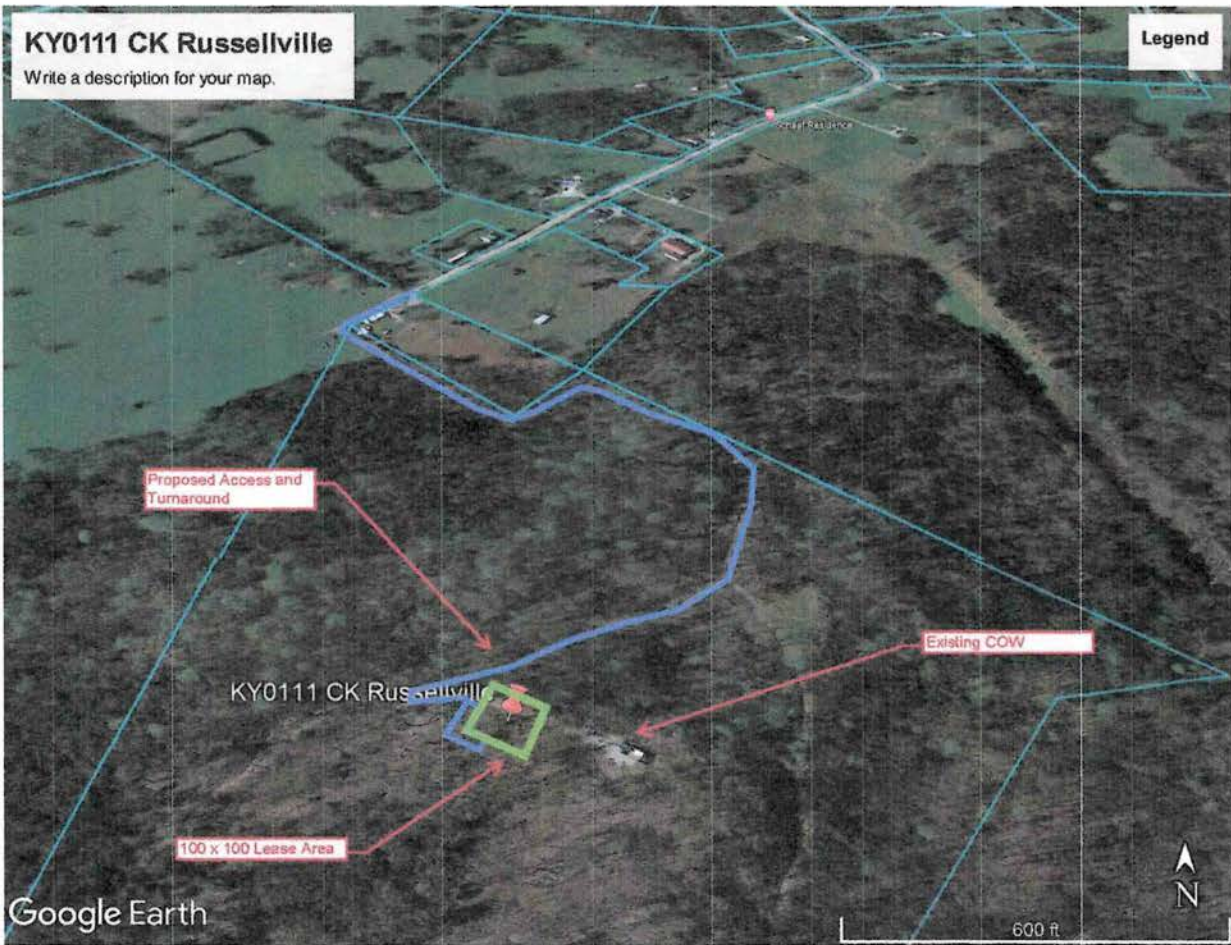 KY0111 CK Russellville
Write a description for your map.
Legend
Residence
Proposed Access and
Turnaround
Existing COW
KY0111 CK Russellville
100 x 100 Lease Area
Google Earth
N
600 ft